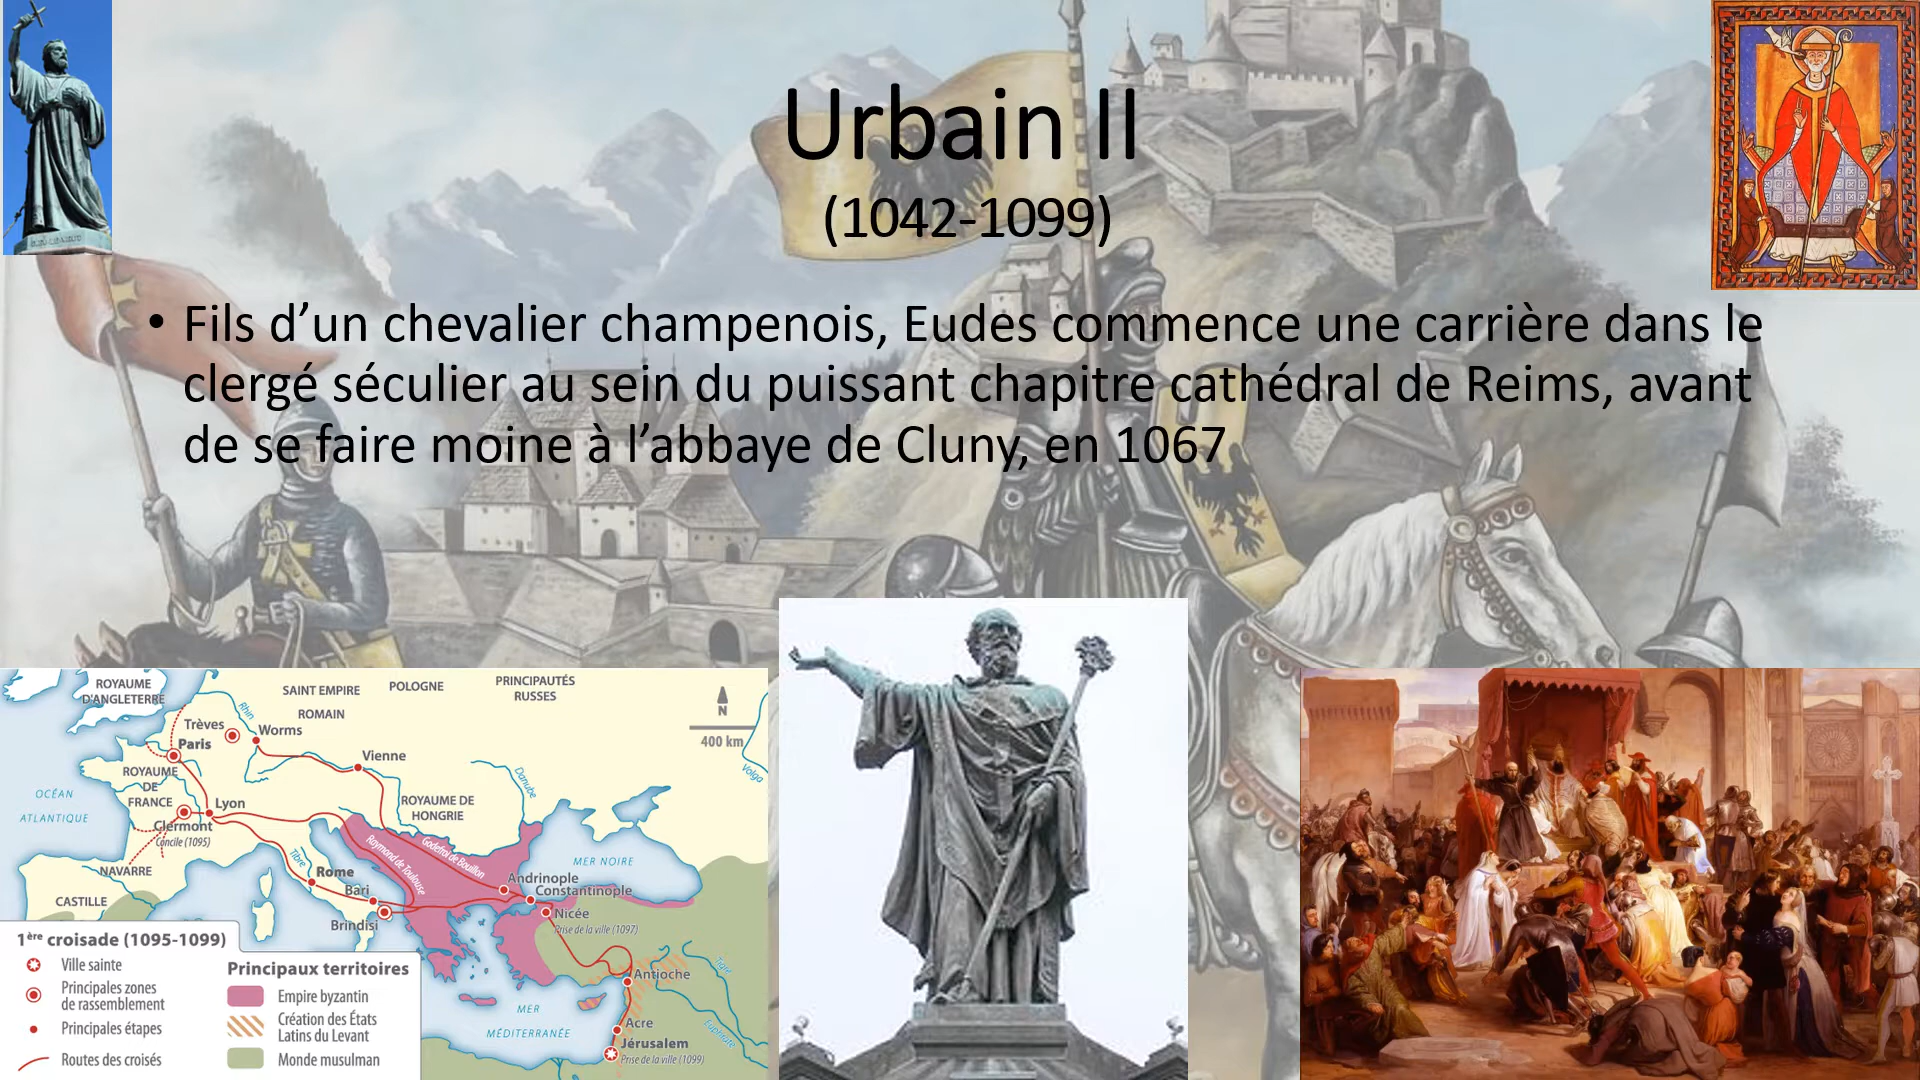 Urbain II
(1042-1099)
• Fils d’un chevalier champenois, Eudes commence une carrière dans le
clergé séculier au sein du puissant chapitre cathédral de Reims, avant
de se faire moine à l’abbaye de Cluny, en 1067
ROYAUME
D'ANGLETERRE
SAINT EMPIRE
ROMAIN
POLOGNE
PRINCIPAUTÉS
RUSSES
N
400 km
Volga
Rhin
Trèves
Worms
Paris
Vienne
Danube
ROYAUME
DE
FRANCE
OCÉAN
ATLANTIQUE
Lyon
ROYAUME DE
HONGRIE
Clermont
Concile (1095)
Raymond de Toulouse
Godefroi de Bouillon
MER NOIRE
Tibre
NAVARRE
Rome
Bari
Andrinople
Constantinople
CASTILLE
Brindisi
Nicée
Prise de la ville (1097)
Antioche
Tigre
Euphrate
MER
MÉDITERRANÉE
Acre
Jérusalem
Prise de la ville (1099)
1ère croisade (1095-1099)
Ville sainte
Principales zones
de rassemblement
Principales étapes
Routes des croisés
Principaux territoires
Empire byzantin
Création des États
Latins du Levant
Monde musulman